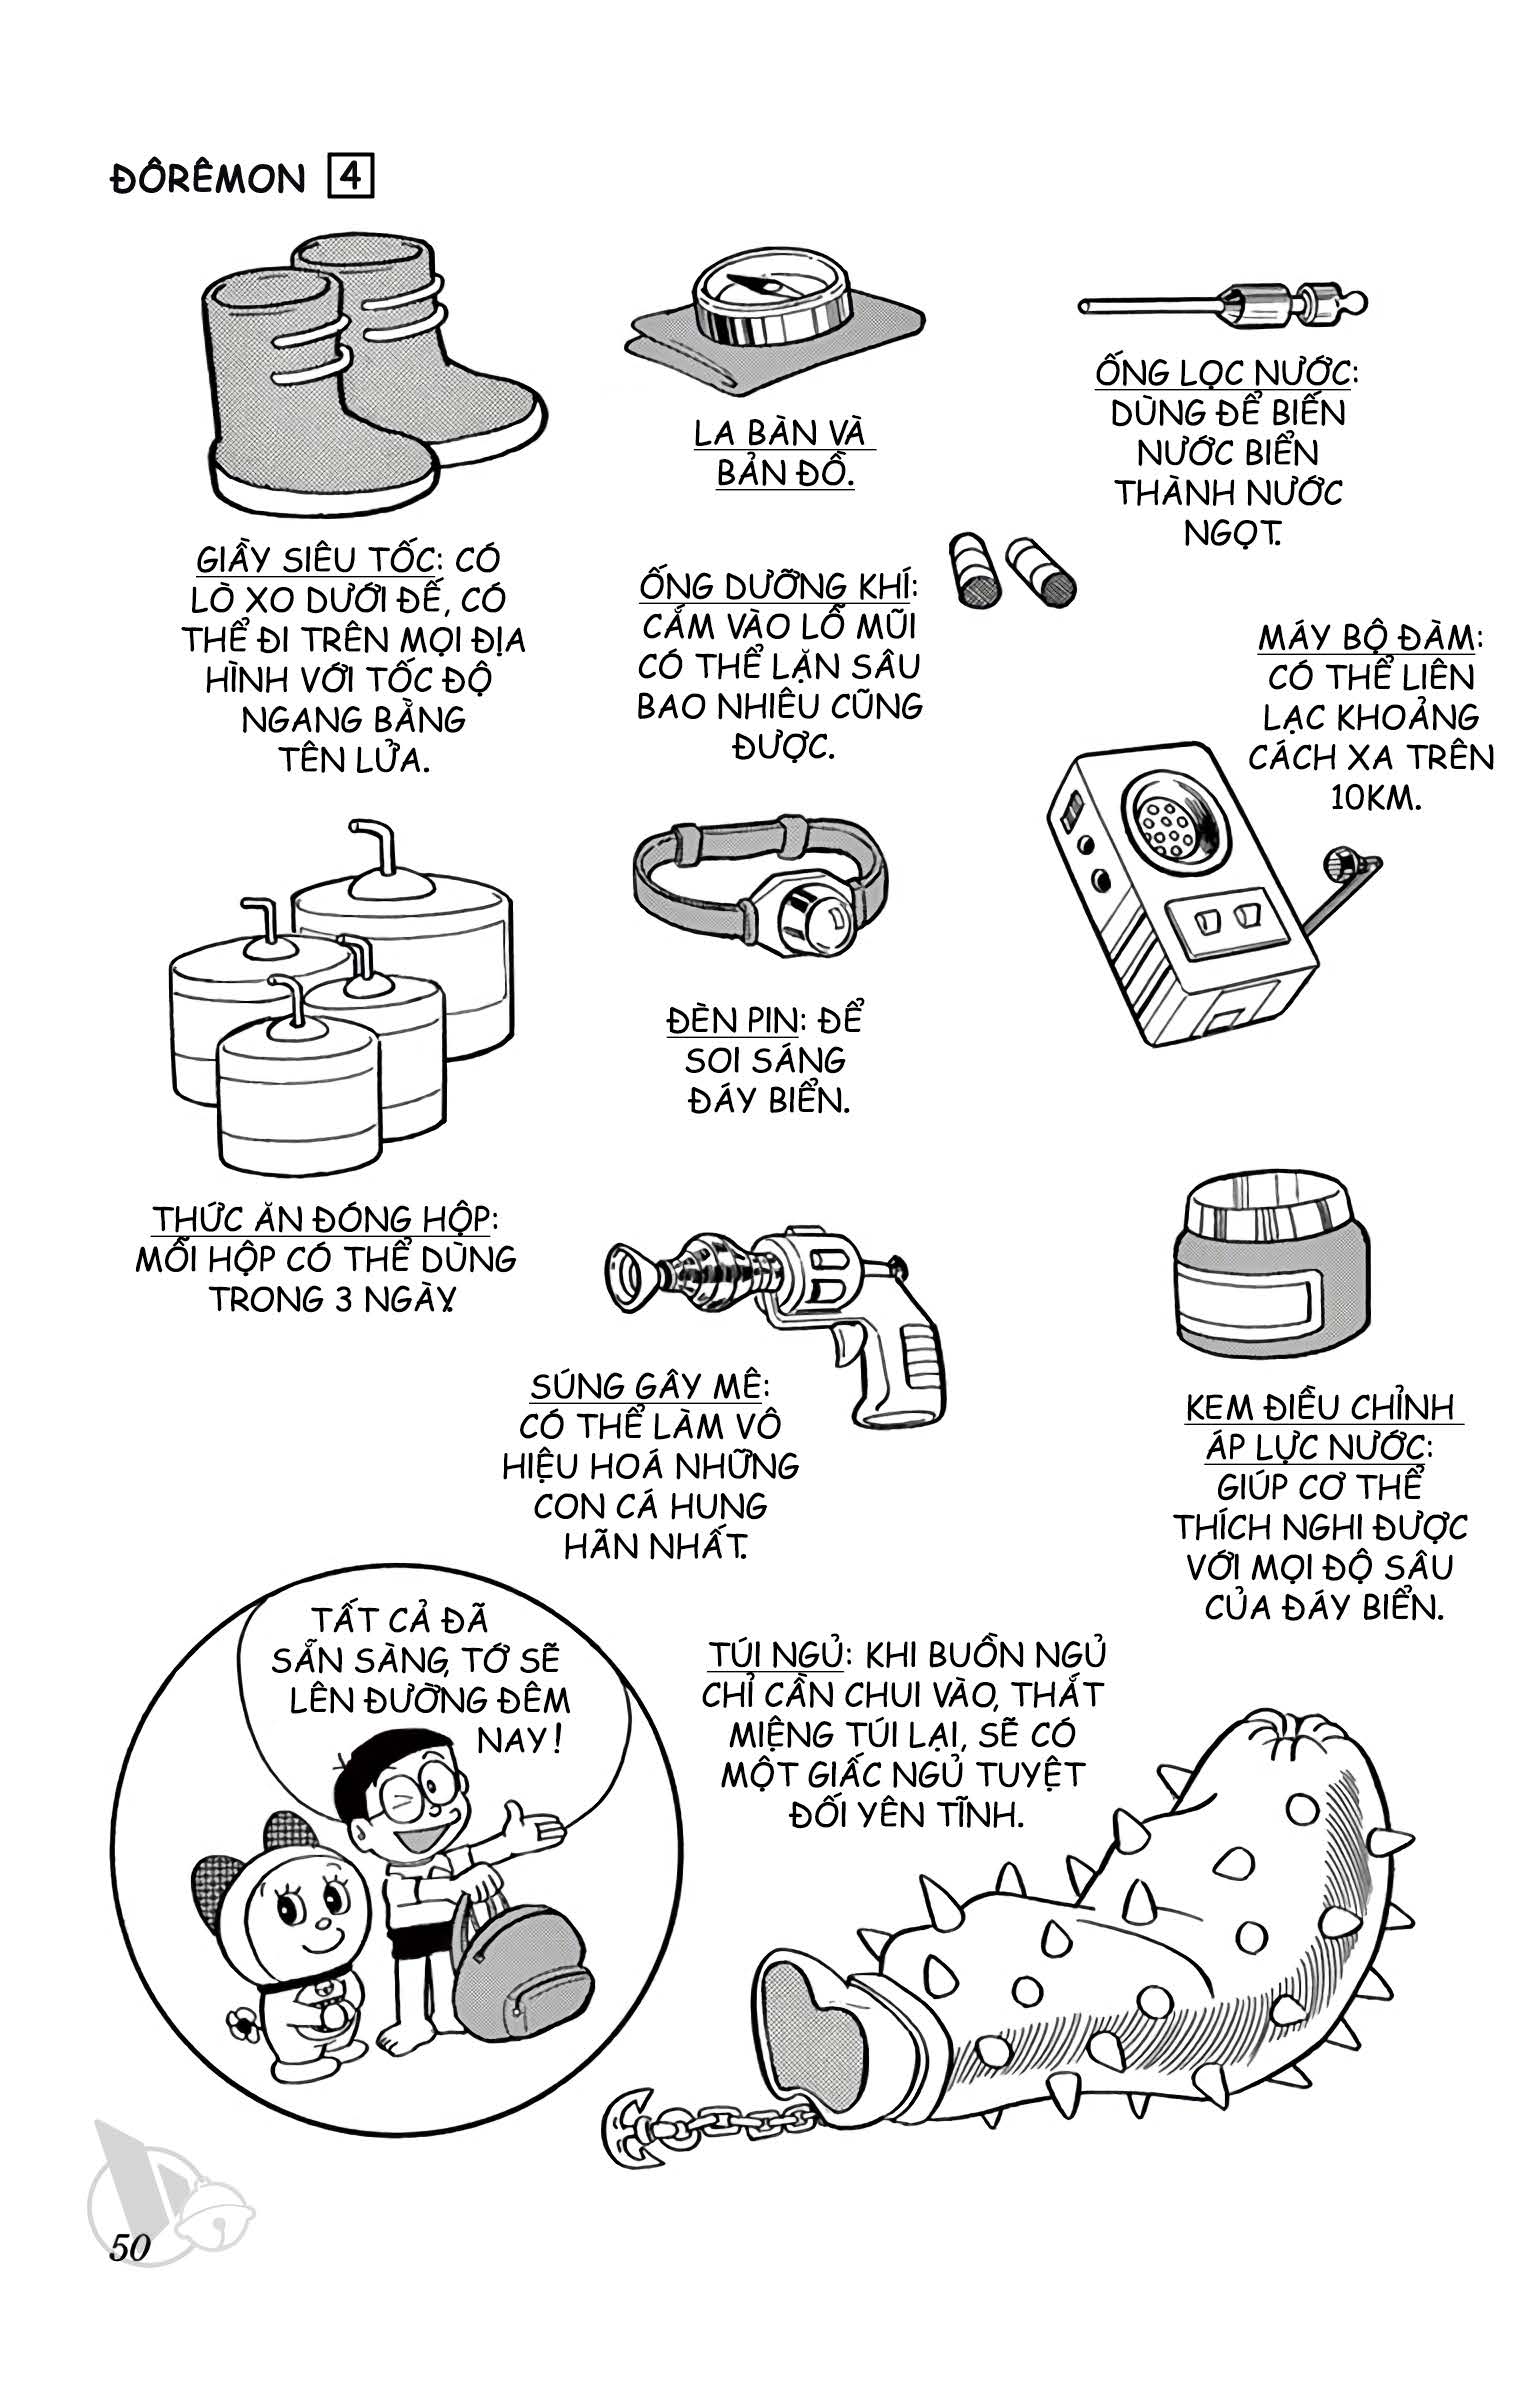 ĐÔRÊMON 4
GIẦY SIÊU TỐC: CÓ
LÒ XO DƯỚI ĐẾ, CÓ
THỂ ĐI TRÊN MỌI ĐỊA
HÌNH VỚI TỐC ĐỘ
NGANG BẰNG
TÊN LỬA.
LA BÀN VÀ
BẢN ĐỒ.
ỐNG LỌC NƯỚC:
DÙNG ĐỂ BIẾN
NƯỚC BIỂN
THÀNH NƯỚC
NGỌT.
ỐNG DƯỠNG KHÍ:
CẮM VÀO LỖ MŨI
CÓ THỂ LẶN SÂU
BAO NHIÊU CŨNG
ĐƯỢC.
MÁY BỘ ĐÀM:
CÓ THỂ LIÊN
LẠC KHOẢNG
CÁCH XA TRÊN
10KM.
ĐÈN PIN: ĐỂ
SOI SÁNG
ĐÁY BIỂN.
THỨC ĂN ĐÓNG HỘP:
MỖI HỘP CÓ THỂ DÙNG
TRONG 3 NGÀY.
SÚNG GÂY MÊ:
CÓ THỂ LÀM VÔ
HIỆU HOÁ NHỮNG
CON CÁ HUNG
HÃN NHẤT.
KEM ĐIỀU CHỈNH
ÁP LỰC NƯỚC:
GIÚP CƠ THỂ
THÍCH NGHI ĐƯỢC
VỚI MỌI ĐỘ SÂU
CỦA ĐÁY BIỂN.
TẤT CẢ ĐÃ
SẴN SÀNG, TỚ SẼ
LÊN ĐƯỜNG ĐÊM
NAY!
TÚI NGỦ: KHI BUỒN NGỦ
CHỈ CẦN CHUI VÀO, THẮT
MIỆNG TÚI LẠI, SẼ CÓ
MỘT GIẤC NGỦ TUYỆT
ĐỐI YÊN TĨNH.
50